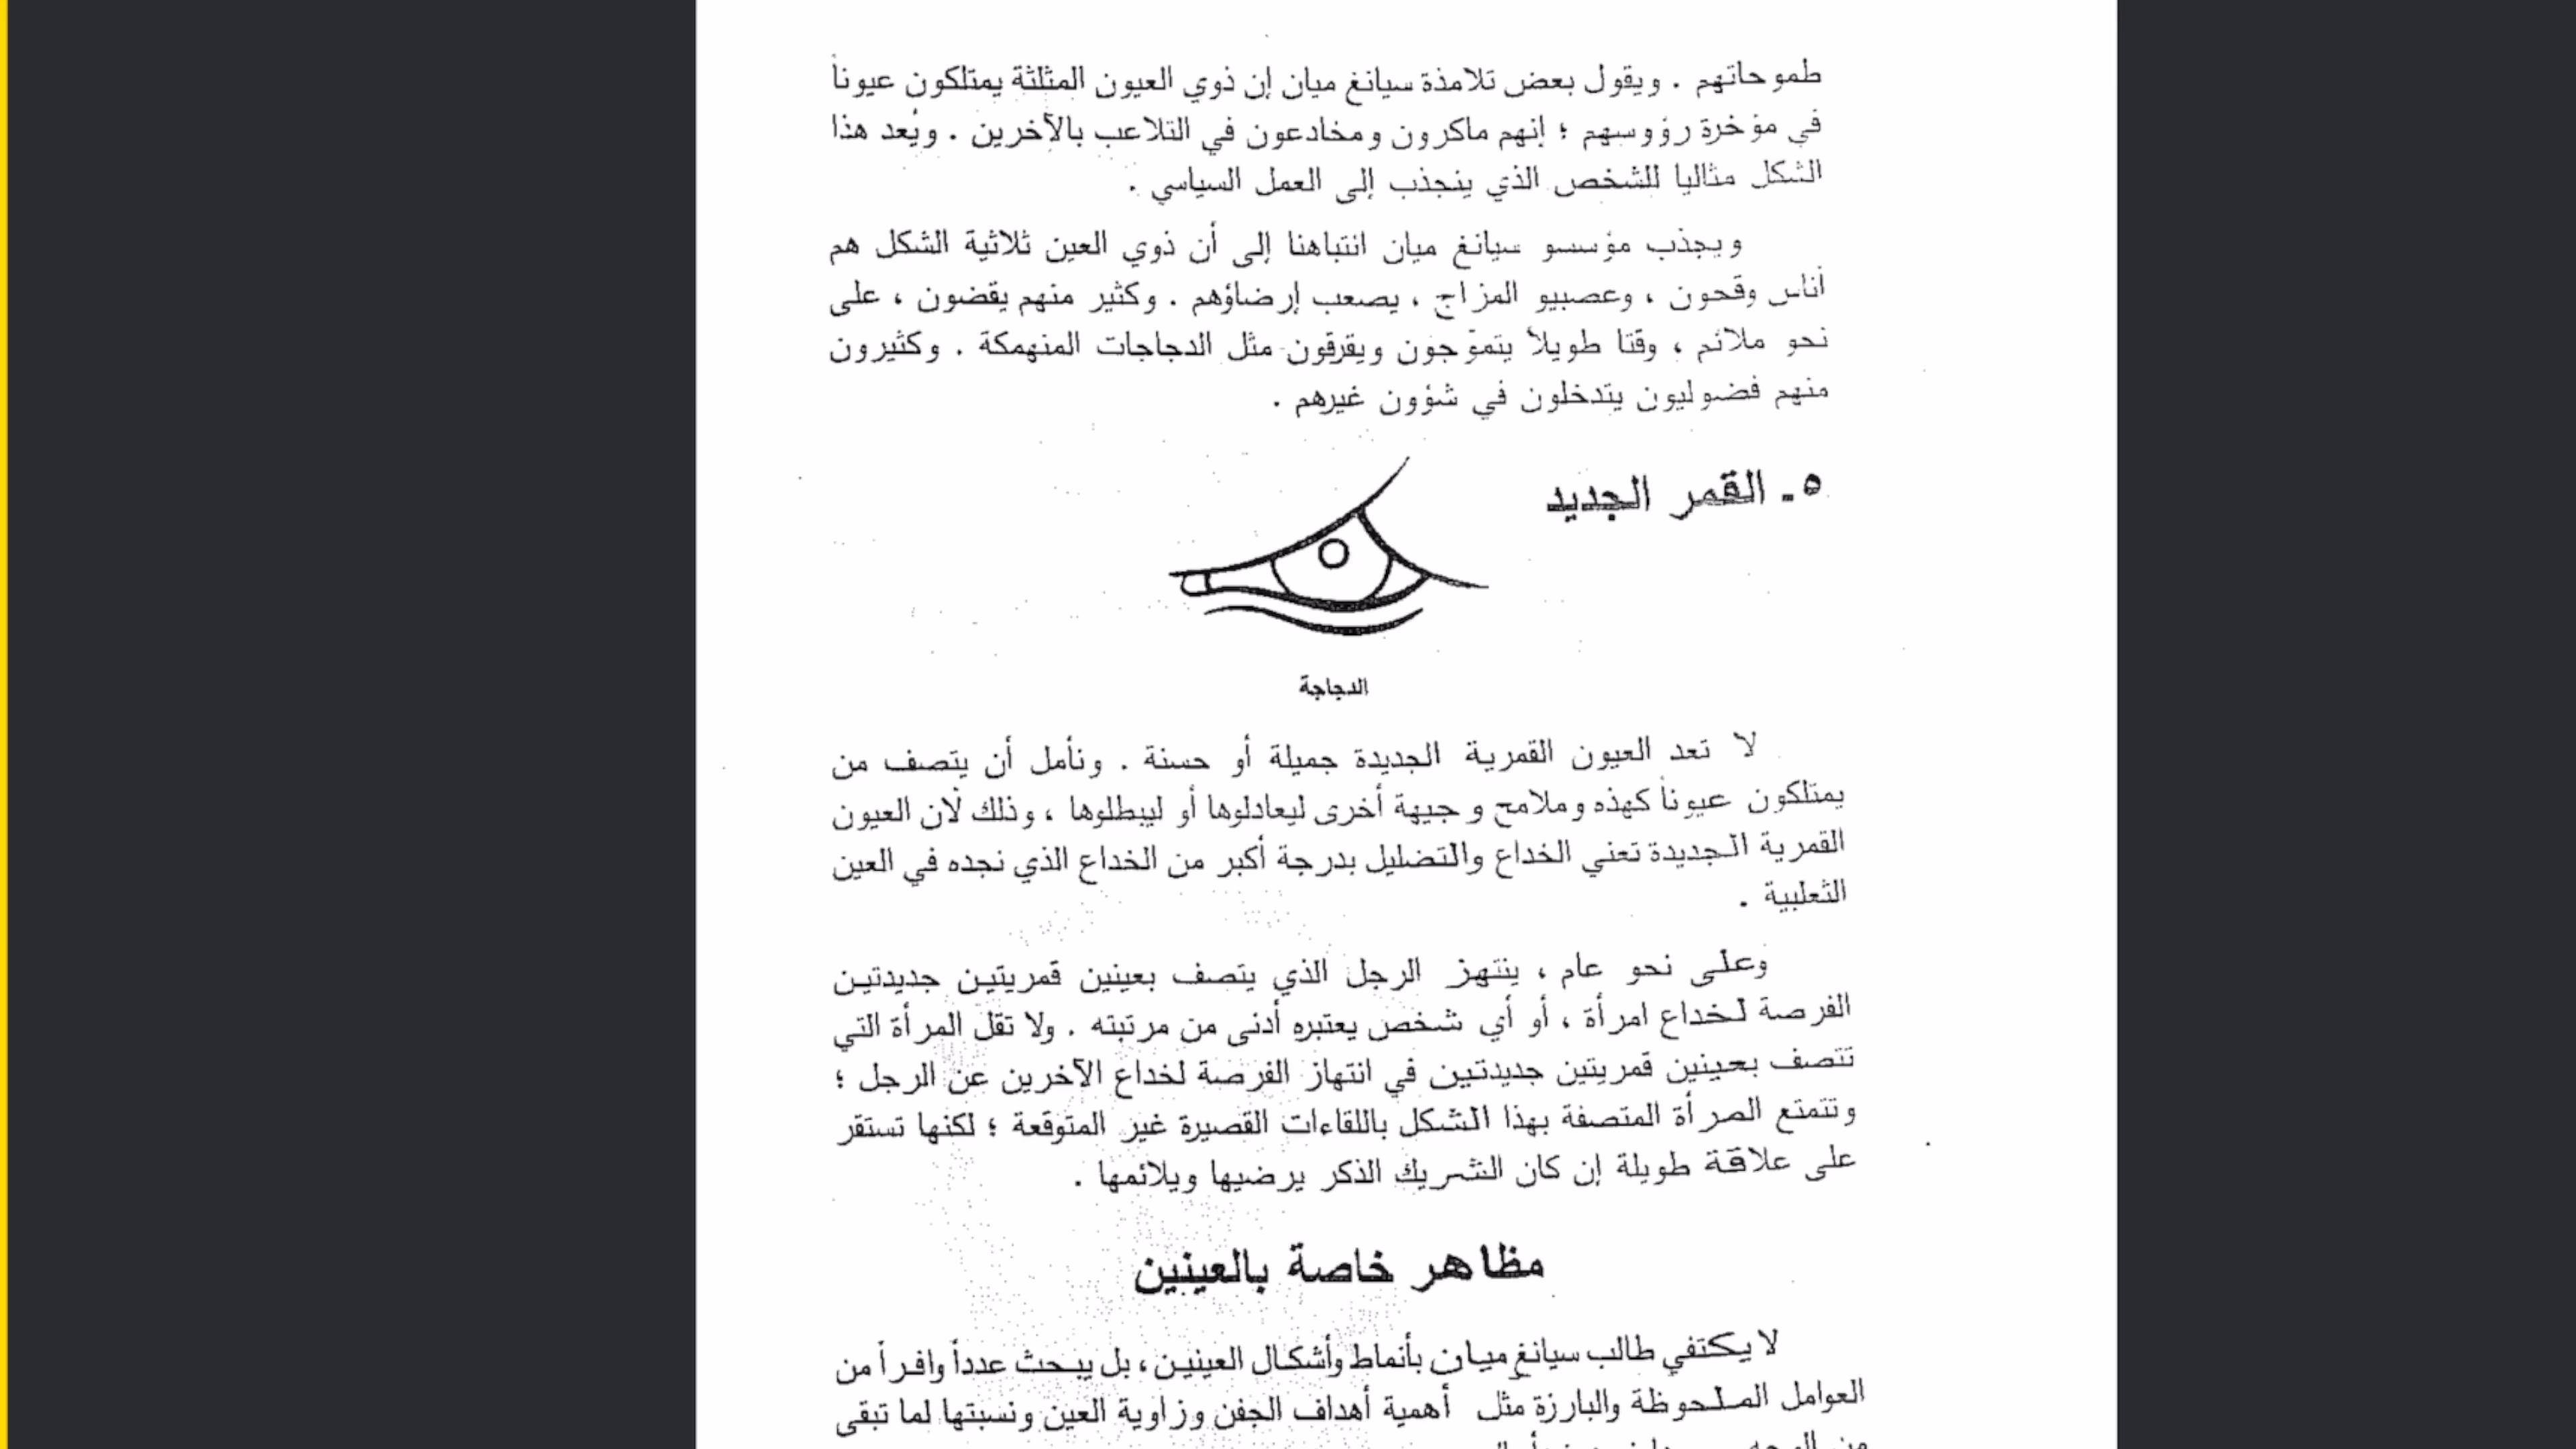 طموحاتهم . ويقول بعض تلامذة سيانغ ميان إن ذوي العيون المثلثة يمتلكون عيوناً
في مؤخرة رؤوسهم ؛ إنهم ماكرون ومخادعون في التلاعب بالآخرين . ويُعد هذا
الشكل مثاليا للشخص الذي ينجذب إلى العمل السياسي .
ويجذب مؤسسو سيانغ ميان انتباهنا إلى أن ذوي العين ثلاثية الشكل هم
أناس وقحون ، وعصبيو المزاج ، يصعب إرضاؤهم . وكثير منهم يقضون ، على
نحو ملائم ، وقتا طويلاً يتموّجون ويقرقون مثل الدجاجات المنهمكة . وكثيرون
منهم فضوليون يتدخلون في شؤون غيرهم .
٥ - القمر الجديد
الدجاجة
لا تعد العيون القمرية الجديدة جميلة أو حسنة . ونأمل أن يتصف من
يمتلكون عيوناً كهذه وملامح وجيهة أخرى ليعادلوها أو ليبطلوها ، وذلك لأن العيون
القمرية الجديدة تعني الخداع والتضليل بدرجة أكبر من الخداع الذي نجده في العين
الثعلبية .
وعلى نحو عام ، ينتهز الرجل الذي يتصف بعينين قمريتين جديدتين
الفرصة لخداع امرأة ، أو أي شخص يعتبره أدنى من مرتبته . ولا تقل المرأة التي
تتصف بعينين قمريتين جديدتين في انتهاز الفرصة لخداع الآخرين عن الرجل ؛
وتتمتع المرأة المتصفة بهذا الشكل باللقاءات القصيرة غير المتوقعة ؛ لكنها تستقر
على علاقة طويلة إن كان الشريك الذكر يرضيها ويلائمها .
مظاهر خاصة بالعينين
لا يكتفي طالب سيانغ ميان بأنماط وأشكال العينين ، بل يبحث عدداً وافراً من
العوامل الملحوظة والبارزة مثل أهمية أهداف الجفن وزاوية العين ونسبتها لما تبقى
من الوجه